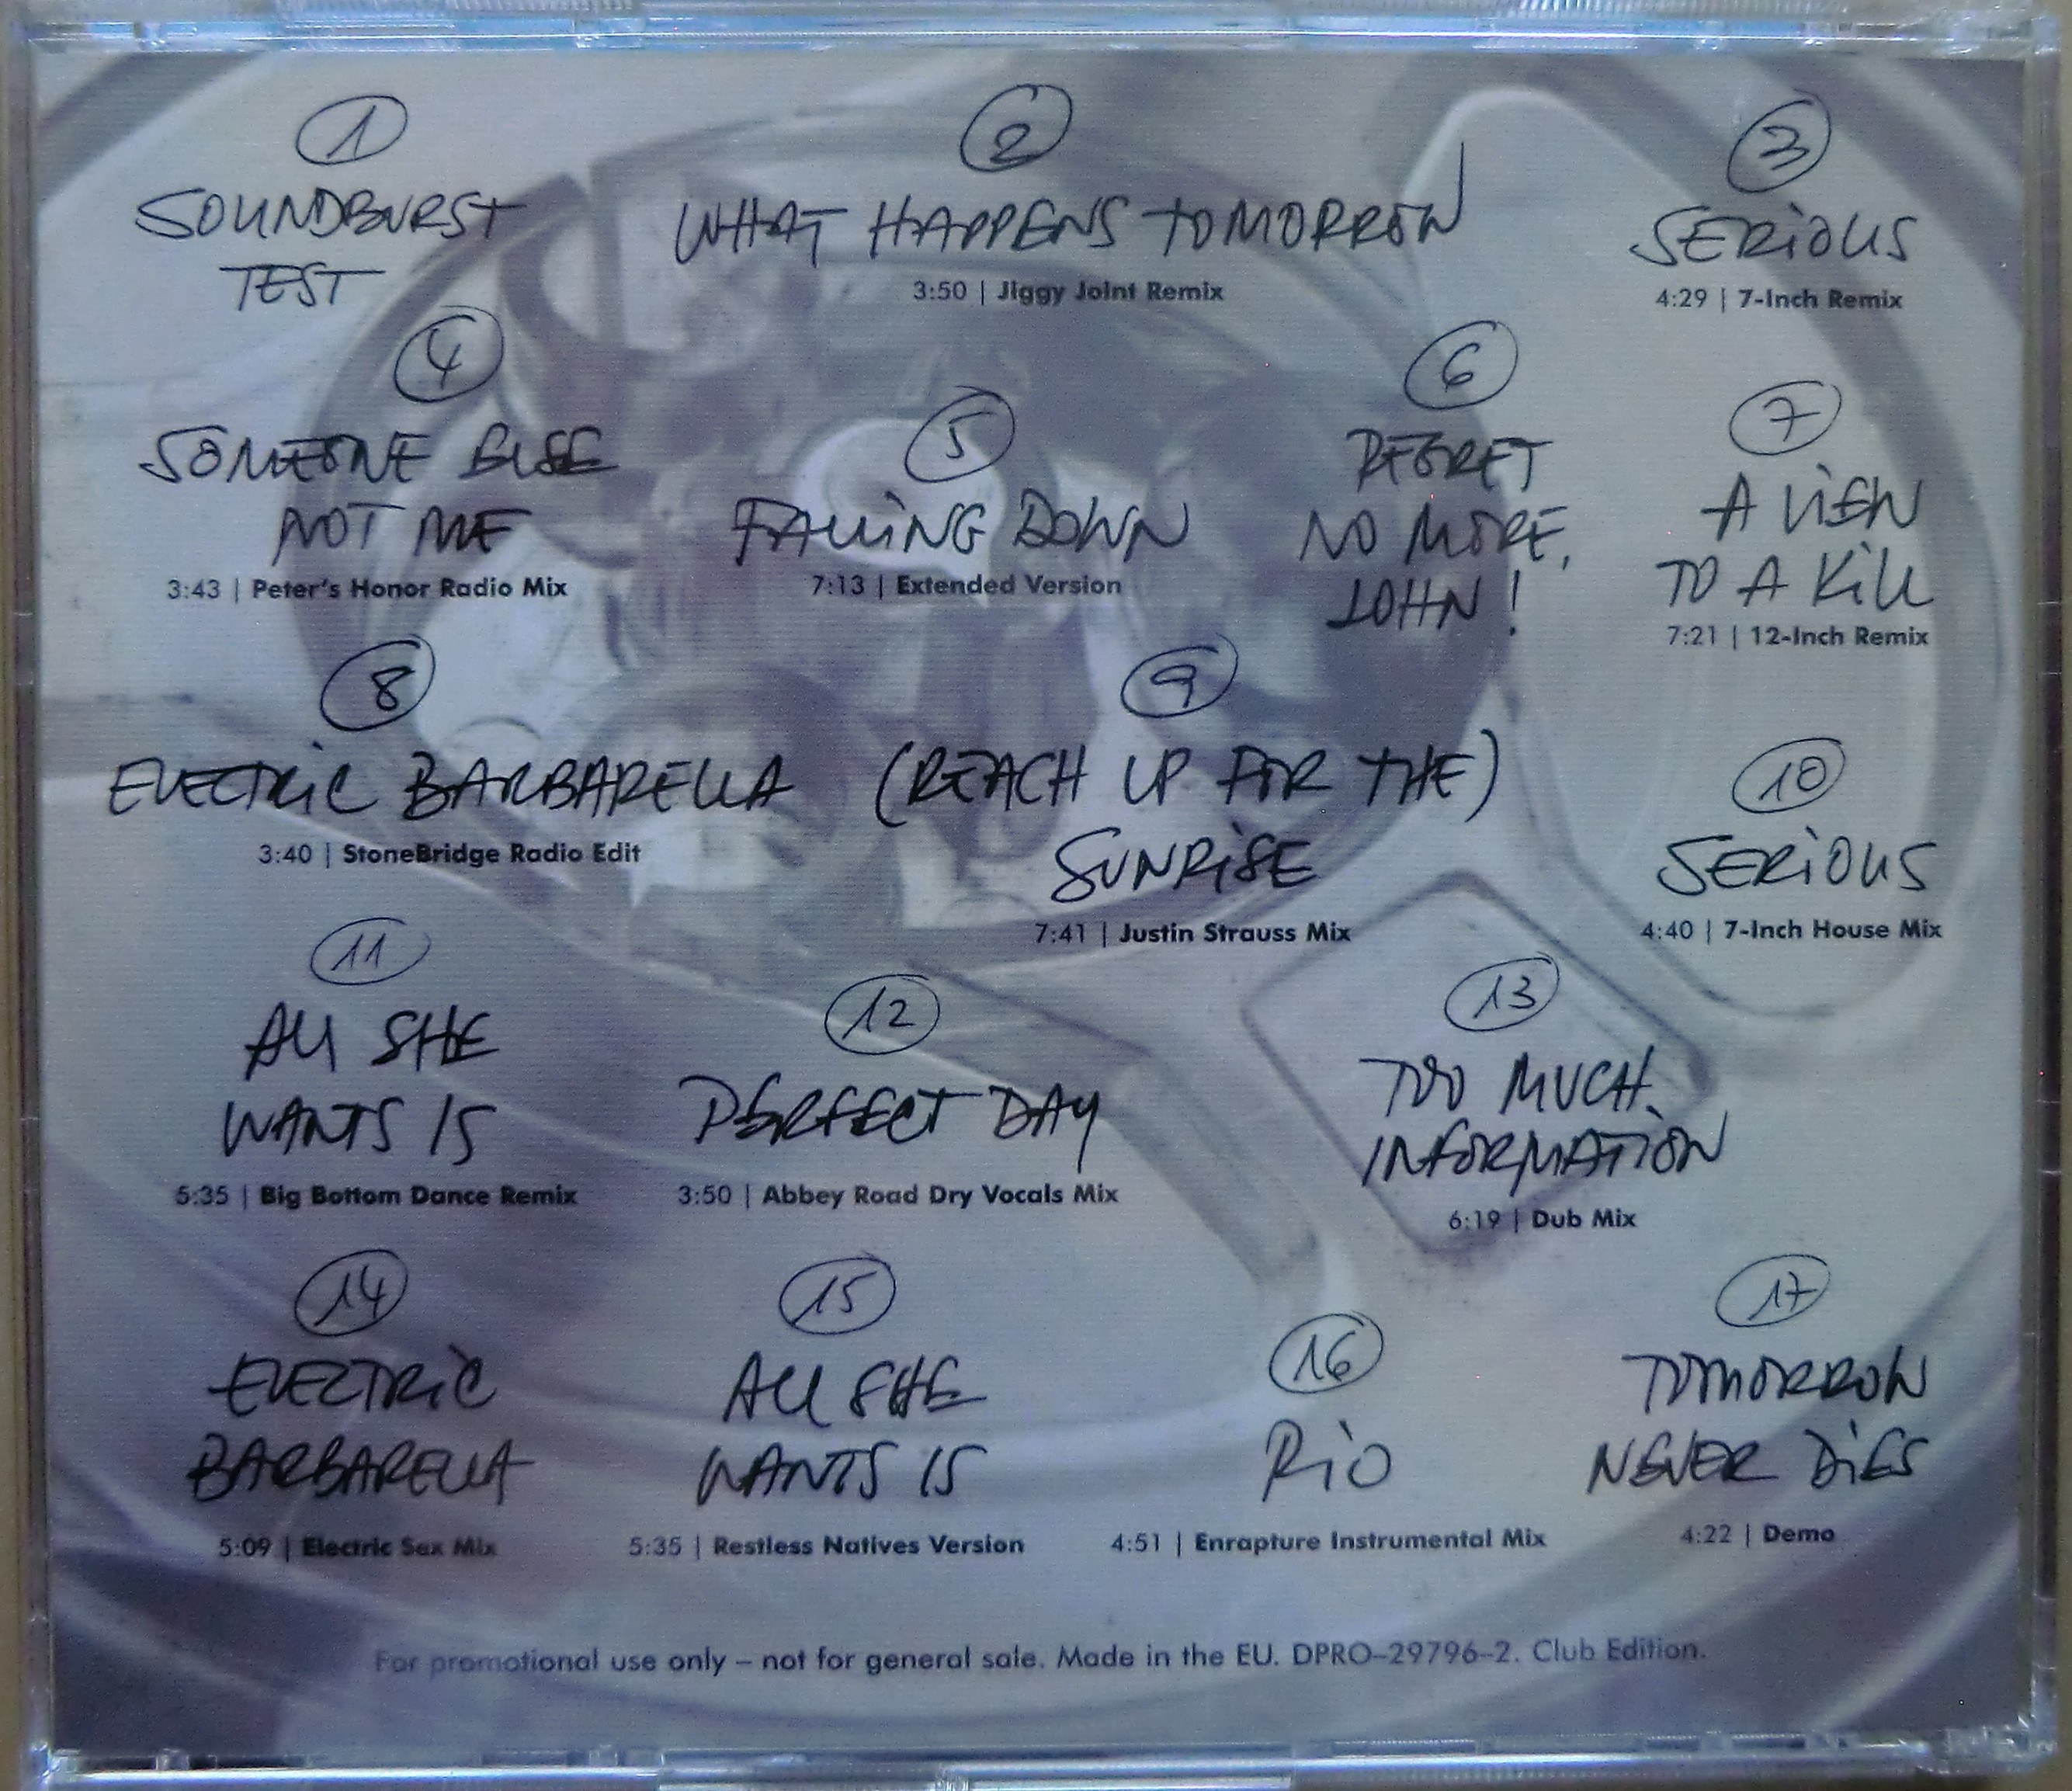 1
SOUNDBURST
TEST
2
WHAT HAPPENS TOMORROW
3:50 | Jiggy Joint Remix
3
SERIOUS
4:29 | 7-Inch Remix
4
SOMEONE ELSE
NOT ME
3:43 | Peter's Honor Radio Mix
5
FALLING DOWN
7:13 | Extended Version
6
REGRET
NO MORE,
JOHN!
7
A VIEW
TO A KILL
7:21 | 12-Inch Remix
8
ELECTRIC BARBARELLA
3:40 | StoneBridge Radio Edit
9
(REACH UP FOR THE)
SUNRISE
7:41 | Justin Strauss Mix
10
SERIOUS
4:40 | 7-Inch House Mix
11
ALL SHE
WANTS IS
5:35 | Big Bottom Dance Remix
12
PERFECT DAY
3:50 | Abbey Road Dry Vocals Mix
13
TOO MUCH
INFORMATION
6:19 | Dub Mix
14
ELECTRIC
BARBARELLA
5:09 | Electric Sex Mix
15
ALL SHE
WANTS IS
5:35 | Restless Natives Version
16
RIO
4:51 | Enrapture Instrumental Mix
17
TOMORROW
NEVER DIES
4:22 | Demo
For promotional use only – not for general sale. Made in the EU. DPRO–29796–2. Club Edition.